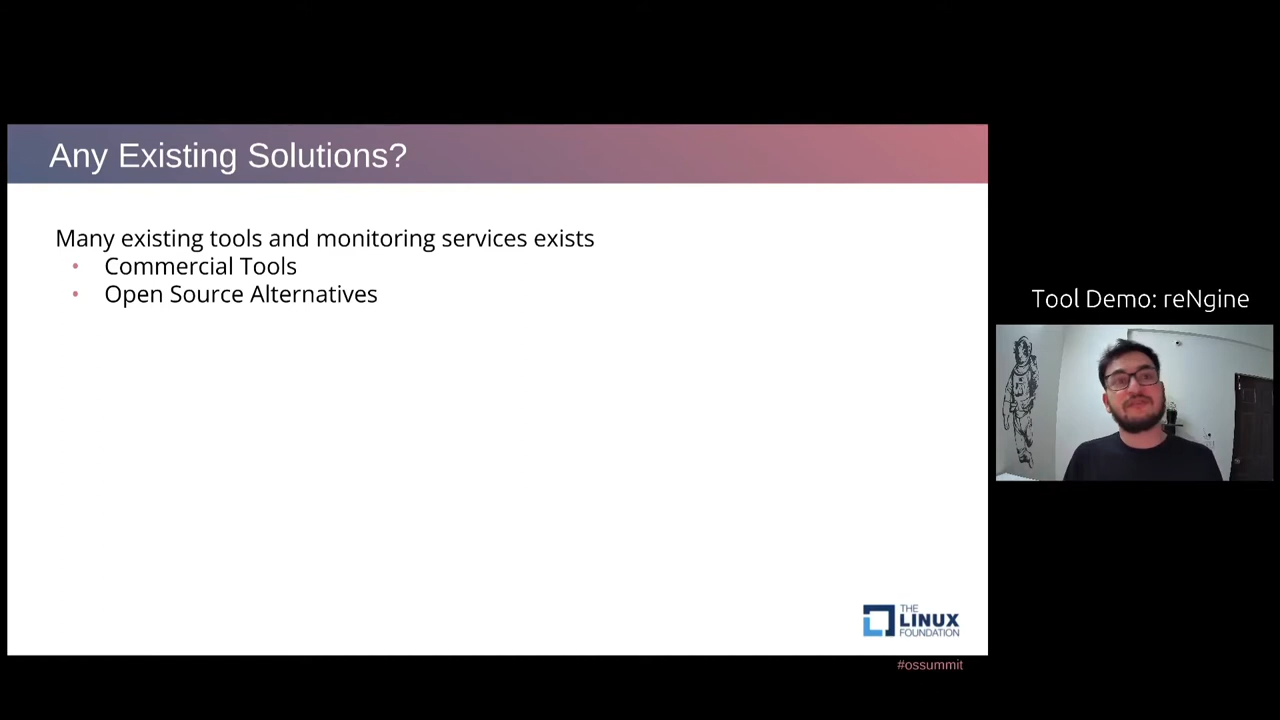 Any Existing Solutions?
Many existing tools and monitoring services exists
• Commercial Tools
• Open Source Alternatives
Tool Demo: reNgine
THE
LINUX
FOUNDATION
#ossummit